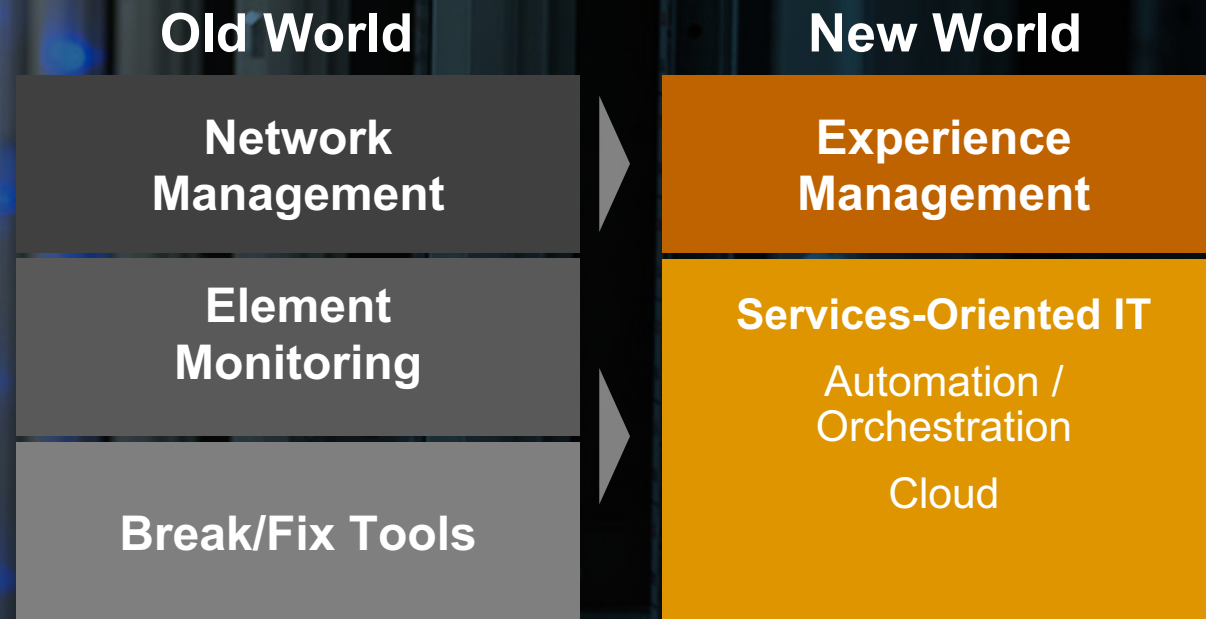 Old World
Network
Management
Element
Monitoring
Break/Fix Tools
New World
Experience
Management
Services-Oriented IT
Automation /
Orchestration
Cloud